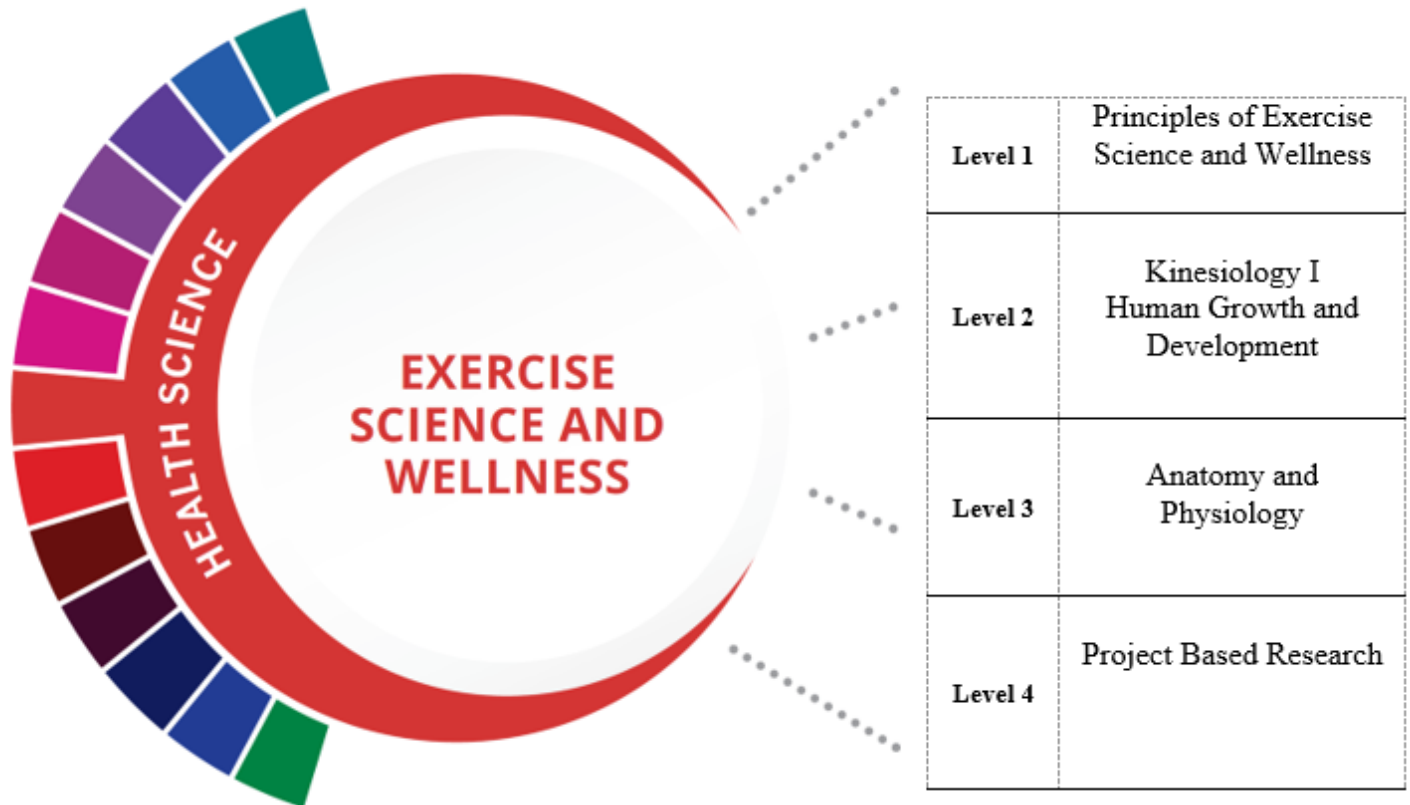 HEALTH SCIENCE
EXERCISE
SCIENCE AND
WELLNESS
Level 1
Principles of Exercise
Science and Wellness
Level 2
Kinesiology I
Human Growth and
Development
Level 3
Anatomy and
Physiology
Level 4
Project Based Research